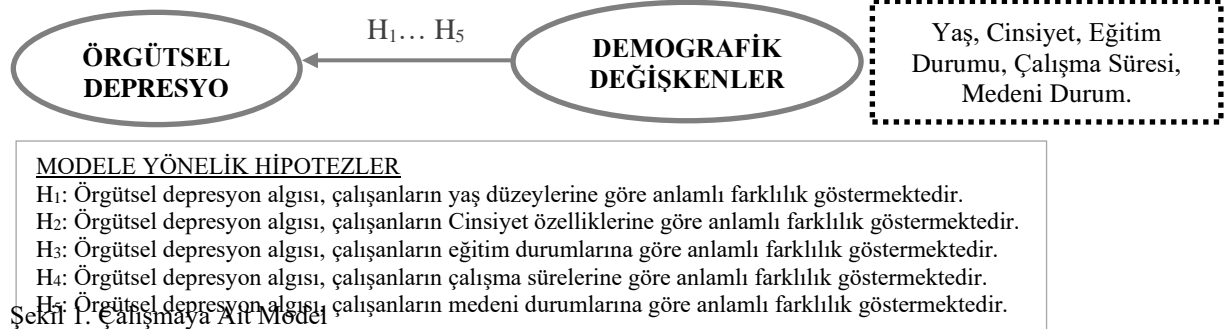 ÖRGÜTSEL
DEPRESYO
H₁… H₅
DEMOGRAFİK
DEĞİŞKENLER
Yaş, Cinsiyet, Eğitim
Durumu, Çalışma Süresi,
Medeni Durum.
MODELE YÖNELİK HİPOTEZLER
H₁: Örgütsel depresyon algısı, çalışanların yaş düzeylerine göre anlamlı farklılık göstermektedir.
H₂: Örgütsel depresyon algısı, çalışanların Cinsiyet özelliklerine göre anlamlı farklılık göstermektedir.
H₃: Örgütsel depresyon algısı, çalışanların eğitim durumlarına göre anlamlı farklılık göstermektedir.
H₄: Örgütsel depresyon algısı, çalışanların çalışma sürelerine göre anlamlı farklılık göstermektedir.
H₅: Örgütsel depresyon algısı, çalışanların medeni durumlarına göre anlamlı farklılık göstermektedir.
Şekil 1. Çalışmaya Ait Model